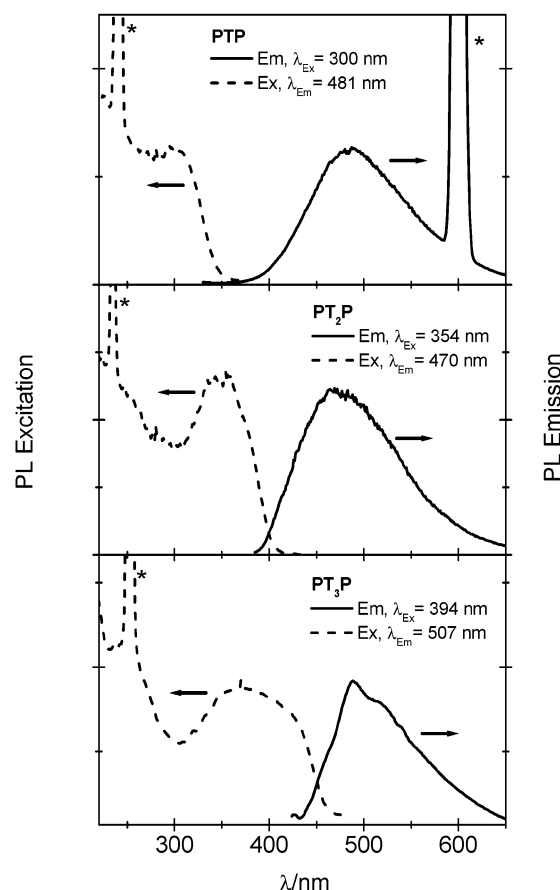 PTP
*
*
Em, λEx= 300 nm
Ex, λEm= 481 nm
PT2P
*
Em, λEx= 354 nm
Ex, λEm= 470 nm
PT3P
*
Em, λEx= 394 nm
Ex, λEm= 507 nm
PL Excitation
PL Emission
300 400 500 600
λ/nm